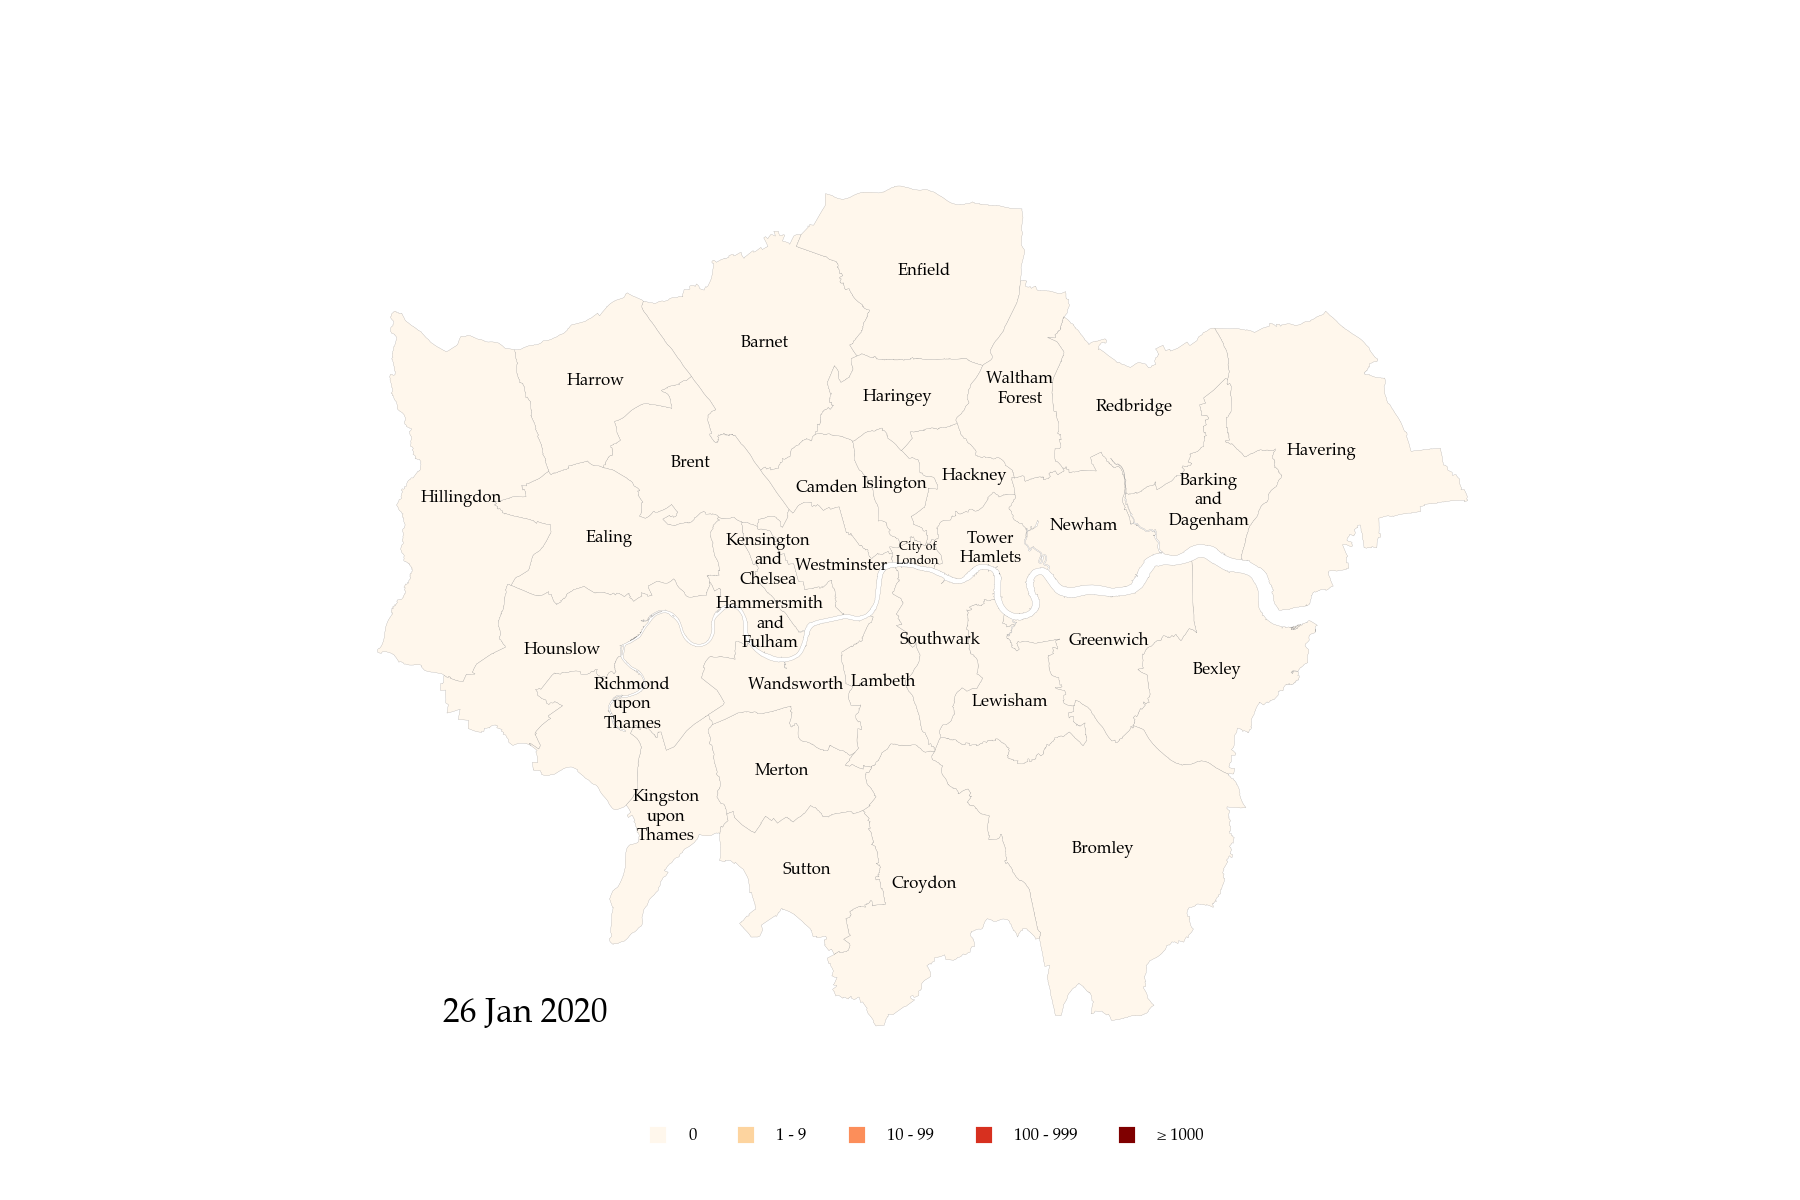 Enfield
Barnet
Harrow
Haringey
Waltham
Forest
Redbridge
Havering
Brent
Hillingdon
Camden
Islington
Hackney
Barking
and
Dagenham
Newham
Ealing
Kensington
and
Chelsea
Westminster
City of
London
Tower
Hamlets
Hammersmith
and
Fulham
Hounslow
Southwark
Greenwich
Bexley
Richmond
upon
Thames
Wandsworth
Lambeth
Lewisham
Merton
Kingston
upon
Thames
Bromley
Sutton
Croydon
26 Jan 2020
0
1 - 9
10 - 99
100 - 999
≥ 1000